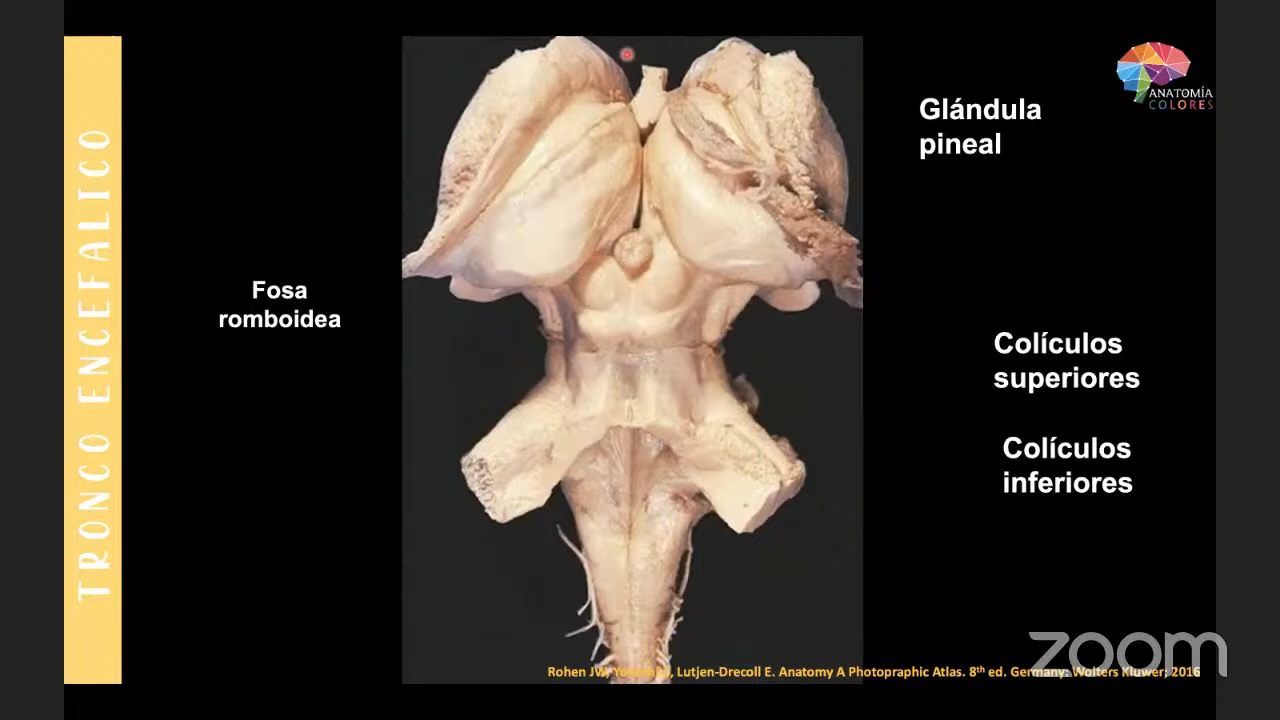 TRONCO ENCEFALICO
ANATOMÍA
COLORES
Glándula
pineal
Fosa
romboidea
Colículos
superiores
Colículos
inferiores
Rohen JW, Lutjen-Drecoll E. Anatomy A Photopraphic Atlas. 8th ed. Germany: Wolters Kluwer; 2016
zoom